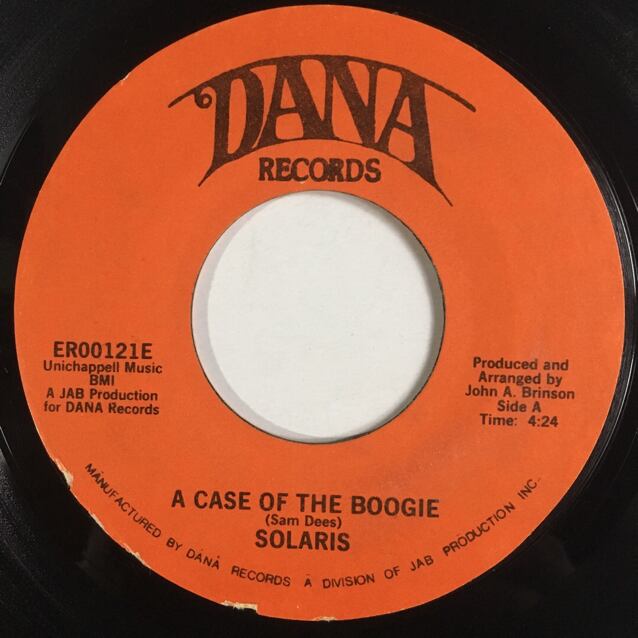 DANA
RECORDS
ER00121E
Unichappell Music
BMI
A JAB Production
for DANA Records
Produced and
Arranged by
John A. Brinson
Side A
Time: 4:24
A CASE OF THE BOOGIE
(Sam Dees)
SOLARIS
MANUFACTURED BY DANA RECORDS A DIVISION OF JAB PRODUCTION INC.